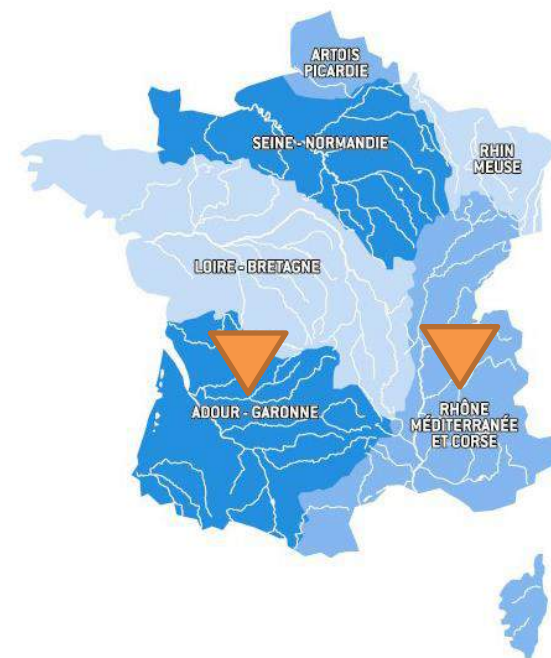 ARTOIS
PICARDIE
SEINE - NORMANDIE
RHIN
MEUSE
LOIRE - BRETAGNE
ADOUR - GARONNE
RHÔNE
MÉDITERRANÉE
ET CORSE